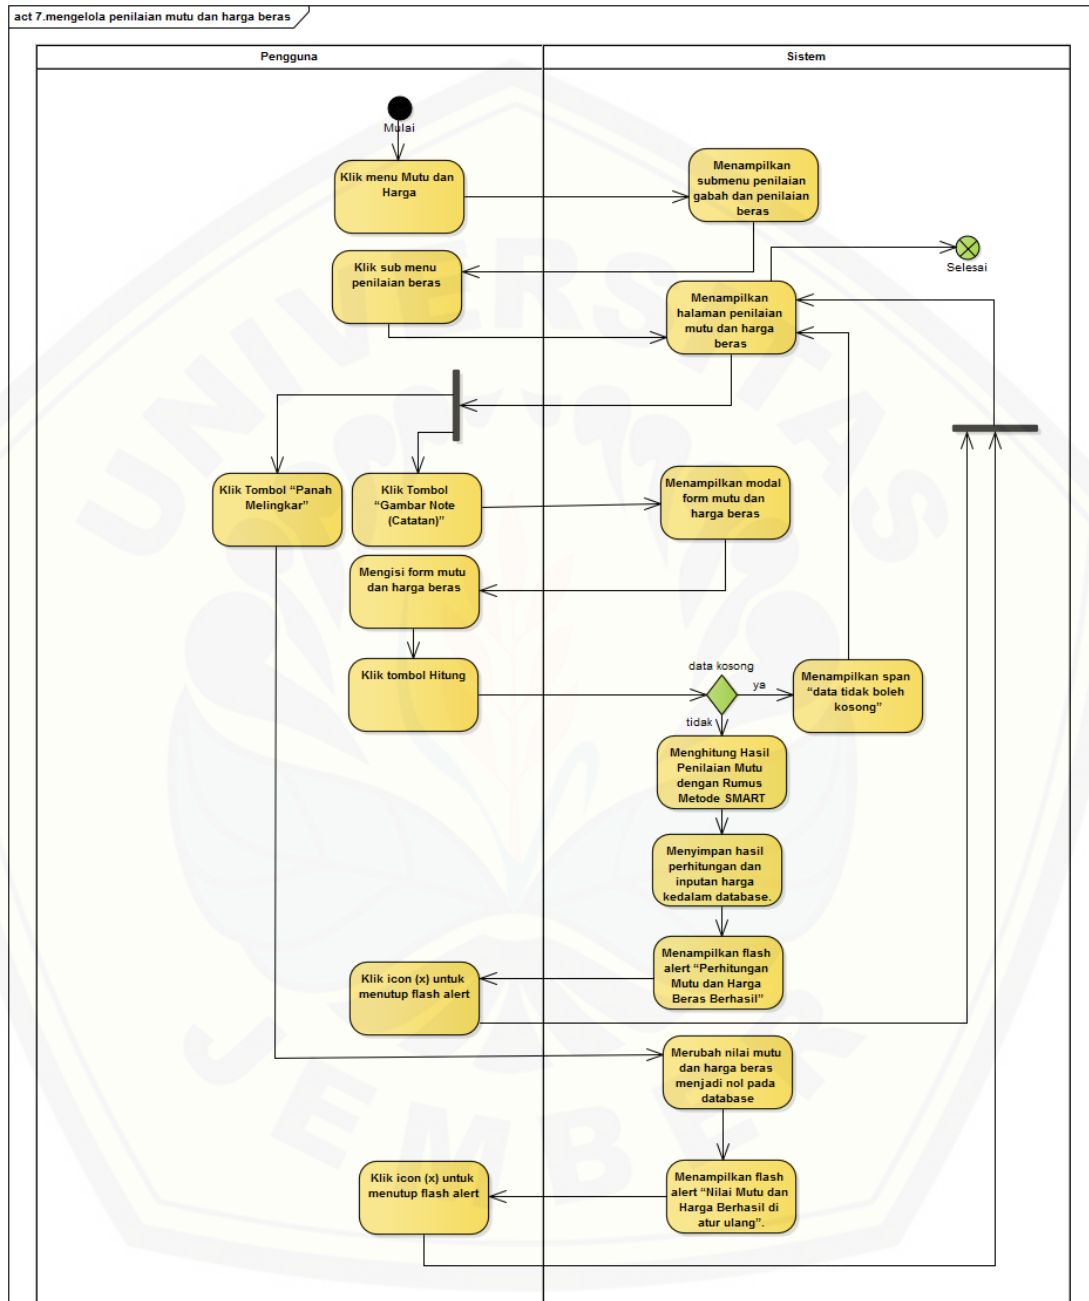 act 7.mengelola penilaian mutu dan harga beras
Pengguna
Sistem
Mulai
Klik menu Mutu dan
Harga
Menampilkan
submenu penilaian
gabah dan penilaian
beras
Selesai
Klik sub menu
penilaian beras
Menampilkan
halaman penilaian
mutu dan harga
beras
Klik Tombol “Panah
Melingkar”
Klik Tombol
“Gambar Note
(Catatan)”
Menampilkan modal
form mutu dan
harga beras
Mengisi form mutu
dan harga beras
Klik tombol Hitung
data kosong
ya
tidak
Menampilkan span
“data tidak boleh
kosong”
Menghitung Hasil
Penilaian Mutu
dengan Rumus
Metode SMART
Menyimpan hasil
perhitungan dan
inputan harga
kedalam database.
Menampilkan flash
alert “Perhitungan
Mutu dan Harga
Beras Berhasil”
Klik icon (x) untuk
menutup flash alert
Merubah nilai mutu
dan harga beras
menjadi nol pada
database
Menampilkan flash
alert “Nilai Mutu dan
Harga Berhasil di
atur ulang”.
Klik icon (x) untuk
menutup flash alert
UNIVERSITAS
JEMBER